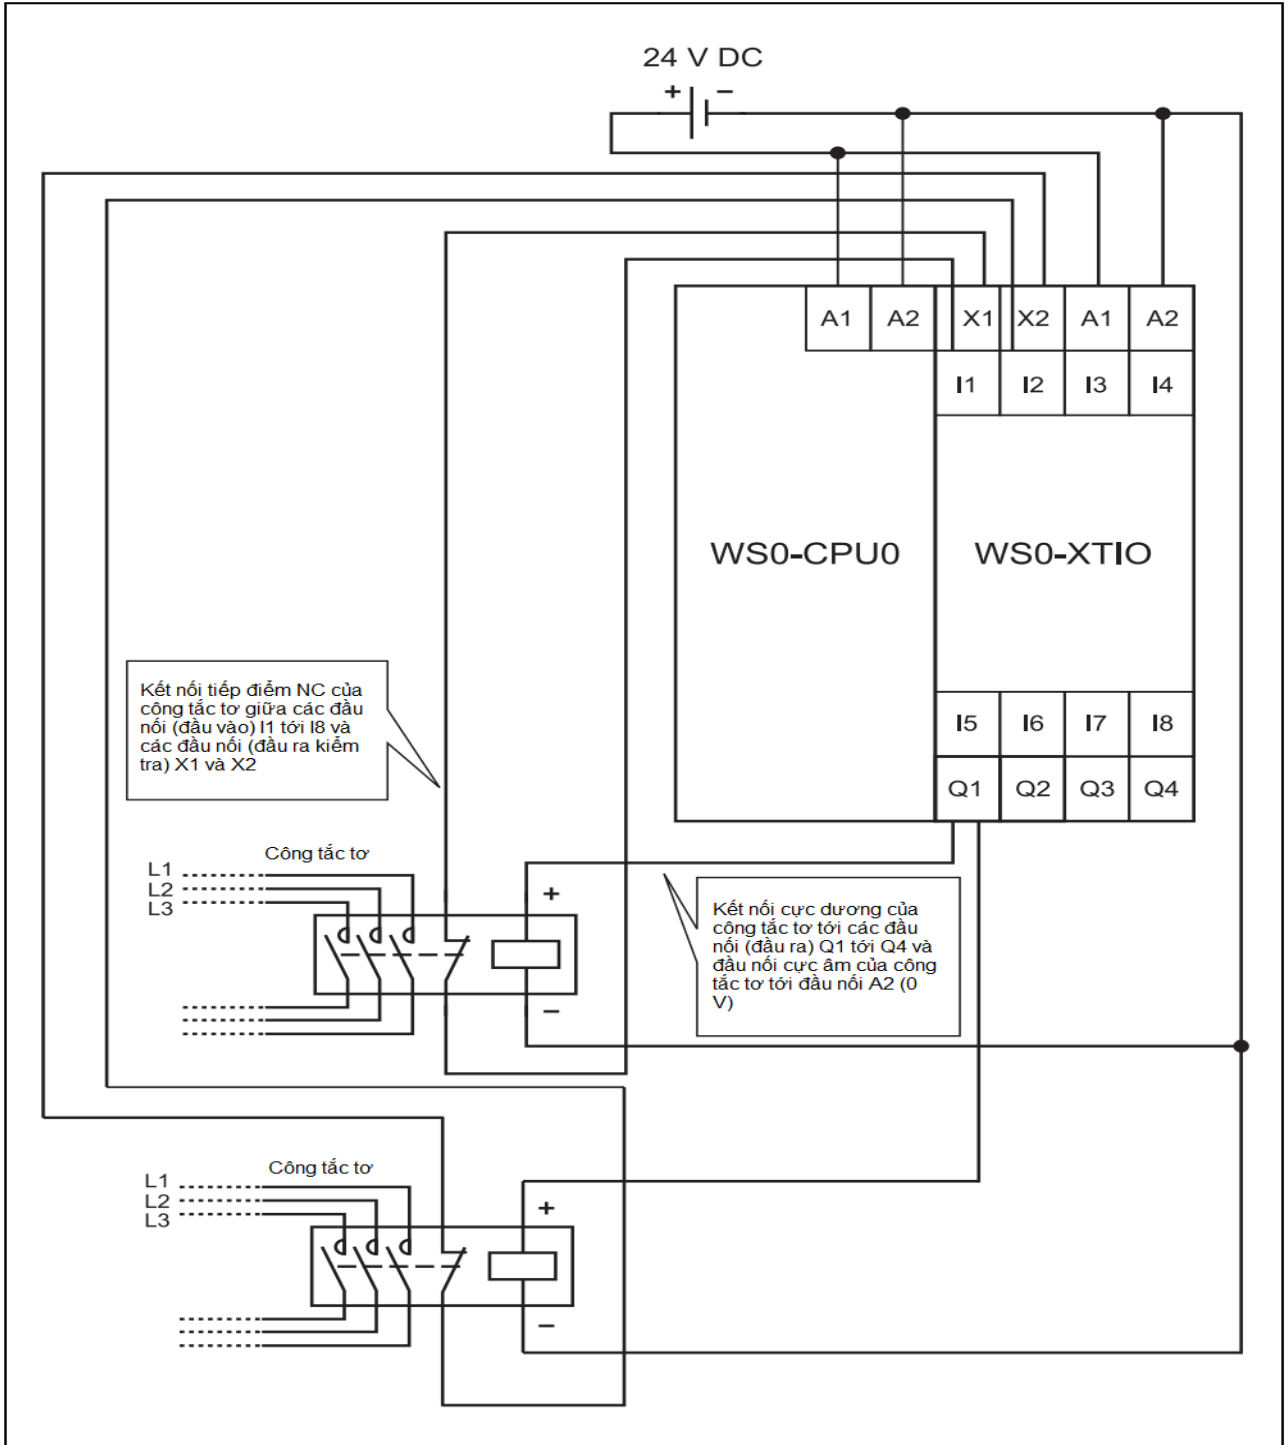 24 V DC
+ −
A1 A2 X1 X2 A1 A2
I1 I2 I3 I4
WS0-CPU0 WS0-XTIO
Kết nối tiếp điểm NC của
công tắc tơ giữa các đầu
nối (đầu vào) I1 tới I8 và
các đầu nối (đầu ra kiểm
tra) X1 và X2
I5 I6 I7 I8
Q1 Q2 Q3 Q4
Công tắc tơ
L1
L2
L3
+
−
Kết nối cực dương của
công tắc tơ tới các đầu
nối (đầu ra) Q1 tới Q4 và
đầu nối cực âm của công
tắc tơ tới đầu nối A2 (0
V)
Công tắc tơ
L1
L2
L3
+
−